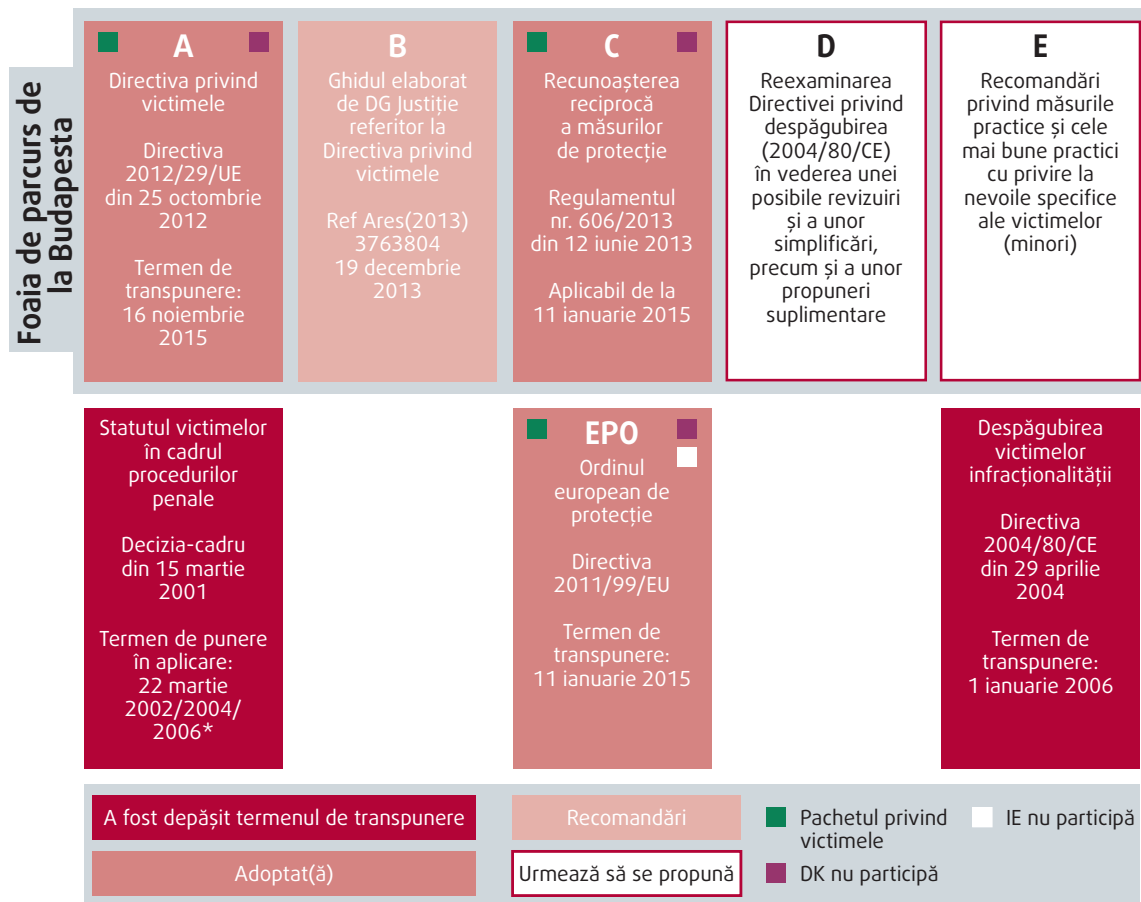 Foaia de parcurs de
la Budapesta
A
Directiva privind
victimele
Directiva
2012/29/UE
din 25 octombrie
2012
Termen de
transpunere:
16 noiembrie
2015
B
Ghidul elaborat
de DG Justiție
referitor la
Directiva privind
victimele
Ref Ares(2013)
3763804
19 decembrie
2013
C
Recunoașterea
reciprocă
a măsurilor
de protecție
Regulamentul
nr. 606/2013
din 12 iunie 2013
Aplicabil de la
11 ianuarie 2015
D
Reexaminarea
Directivei privind
despăgubirea
(2004/80/CE)
în vederea unei
posibile revizuiri
și a unor
simplificări,
precum și a unor
propuneri
suplimentare
E
Recomandări
privind măsurile
practice și cele
mai bune practici
cu privire la
nevoile specifice
ale victimelor
(minori)
Statutul victimelor
în cadrul
procedurilor
penale
Decizia-cadru
din 15 martie
2001
Termen de punere
în aplicare:
22 martie
2002/2004/
2006*
EPO
Ordinul
european de
protecție
Directiva
2011/99/EU
Termen de
transpunere:
11 ianuarie 2015
Despăgubirea
victimelor
infracționalității
Directiva
2004/80/CE
din 29 aprilie
2004
Termen de
transpunere:
1 ianuarie 2006
A fost depășit termenul de transpunere
Adoptat(ă)
Recomandări
Urmează să se propună
Pachetul privind
victimele
DK nu participă
IE nu participă